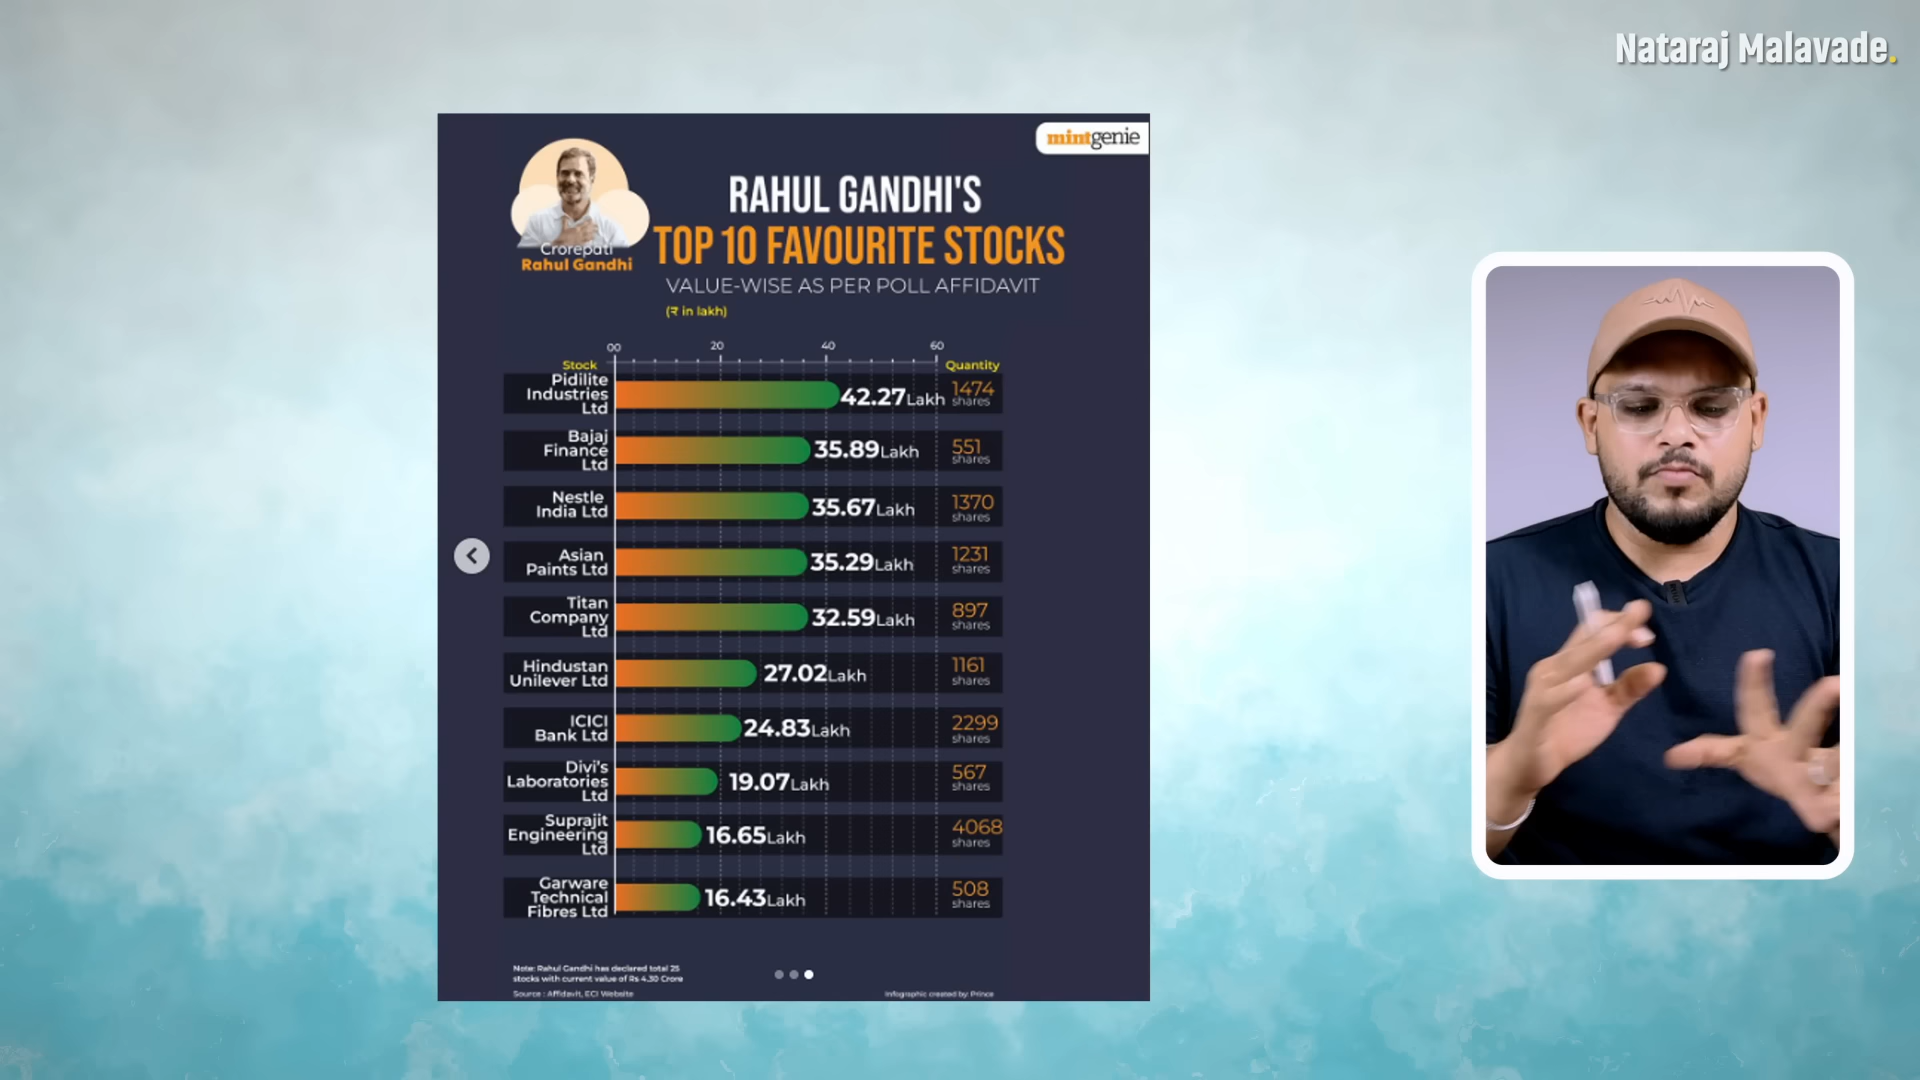 Nataraj Malavade.
mintgenie
Crorepati
Rahul Gandhi
RAHUL GANDHI'S
TOP 10 FAVOURITE STOCKS
VALUE-WISE AS PER POLL AFFIDAVIT
(₹ in lakh)
00 20 40 60
Stock Quantity
Pidilite
Industries
Ltd
42.27Lakh
1474
shares
Bajaj
Finance
Ltd
35.89Lakh
551
shares
Nestle
India Ltd
35.67Lakh
1370
shares
Asian
Paints Ltd
35.29Lakh
1231
shares
Titan
Company
Ltd
32.59Lakh
897
shares
Hindustan
Unilever Ltd
27.02Lakh
1161
shares
ICICI
Bank Ltd
24.83Lakh
2299
shares
Divi's
Laboratories
Ltd
19.07Lakh
567
shares
Suprajit
Engineering
Ltd
16.65Lakh
4068
shares
Garware
Technical
Fibres Ltd
16.43Lakh
508
shares
Note: Rahul Gandhi has declared total 25
stocks with current value of Rs 4.30 Crore
Source : Affidavit, ECI Website
Infographic created by: Prince